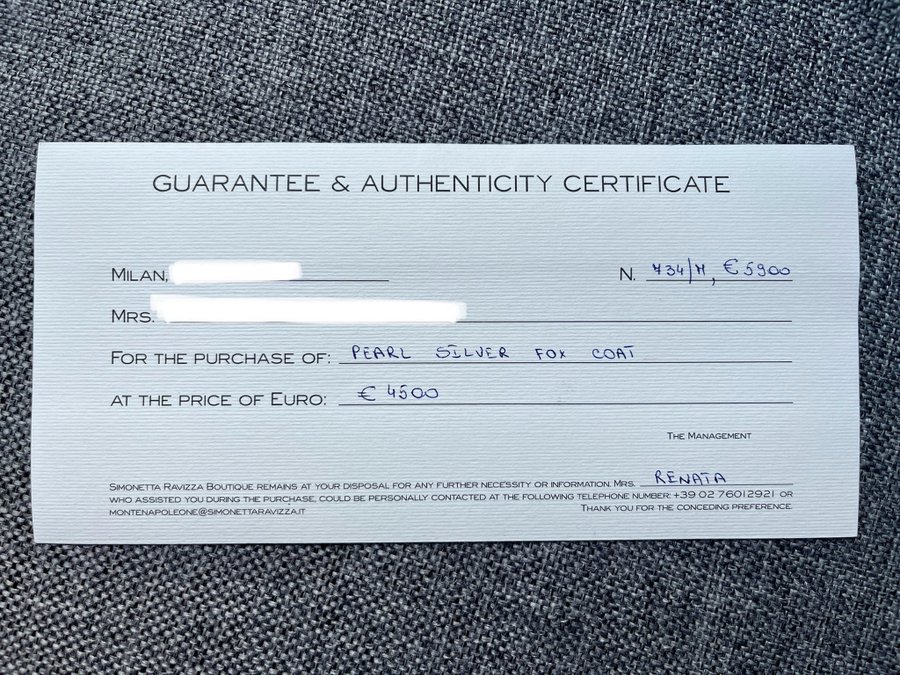 GUARANTEE & AUTHENTICITY CERTIFICATE
MILAN, N. 734/M, € 5900
MRS.
FOR THE PURCHASE OF: PEARL SILVER FOX COAT
AT THE PRICE OF EURO: € 4500
THE MANAGEMENT
SIMONETTA RAVIZZA BOUTIQUE REMAINS AT YOUR DISPOSAL FOR ANY FURTHER NECESSITY OR INFORMATION. MRS. RENATA
WHO ASSISTED YOU DURING THE PURCHASE, COULD BE PERSONALLY CONTACTED AT THE FOLLOWING TELEPHONE NUMBER: +39 02 76012921 OR
MONTENAPOLEONE@SIMONETTARAVIZZA.IT THANK YOU FOR THE CONCEDING PREFERENCE.